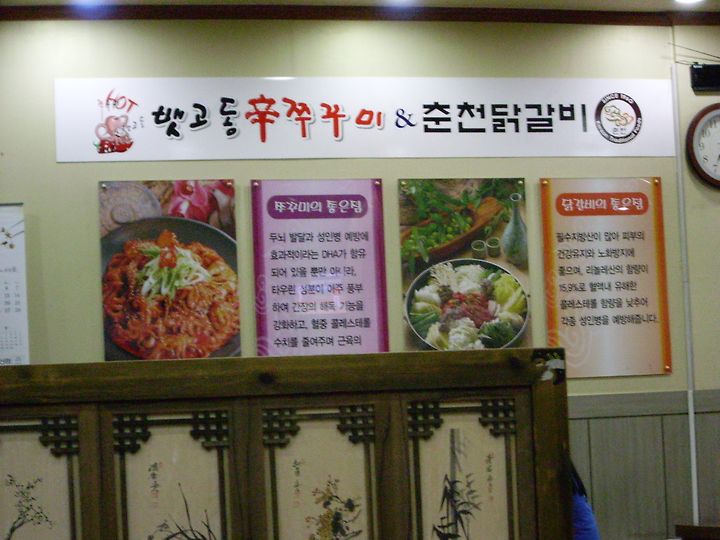 HOT
뱃고동辛쭈꾸미 & 춘천닭갈비
SINCE 1960
춘천
쭈꾸미의 좋은점
두뇌 발달과 성인병 예방에
효과적이라는 DHA가 함유
되어 있을 뿐만 아니라,
타우린 성분이 아주 풍부
하여 간장의 해독 기능을
강화하고, 혈중 콜레스테롤
수치를 줄여주며 근육의
닭갈비의 좋은점
필수지방산이 많아 피부의
건강유지와 노화방지에
좋으며, 리놀레산의 함량이
15.9%로 혈액내 유해한
콜레스테롤 함량을 낮추어
각종 성인병을 예방해줍니다.